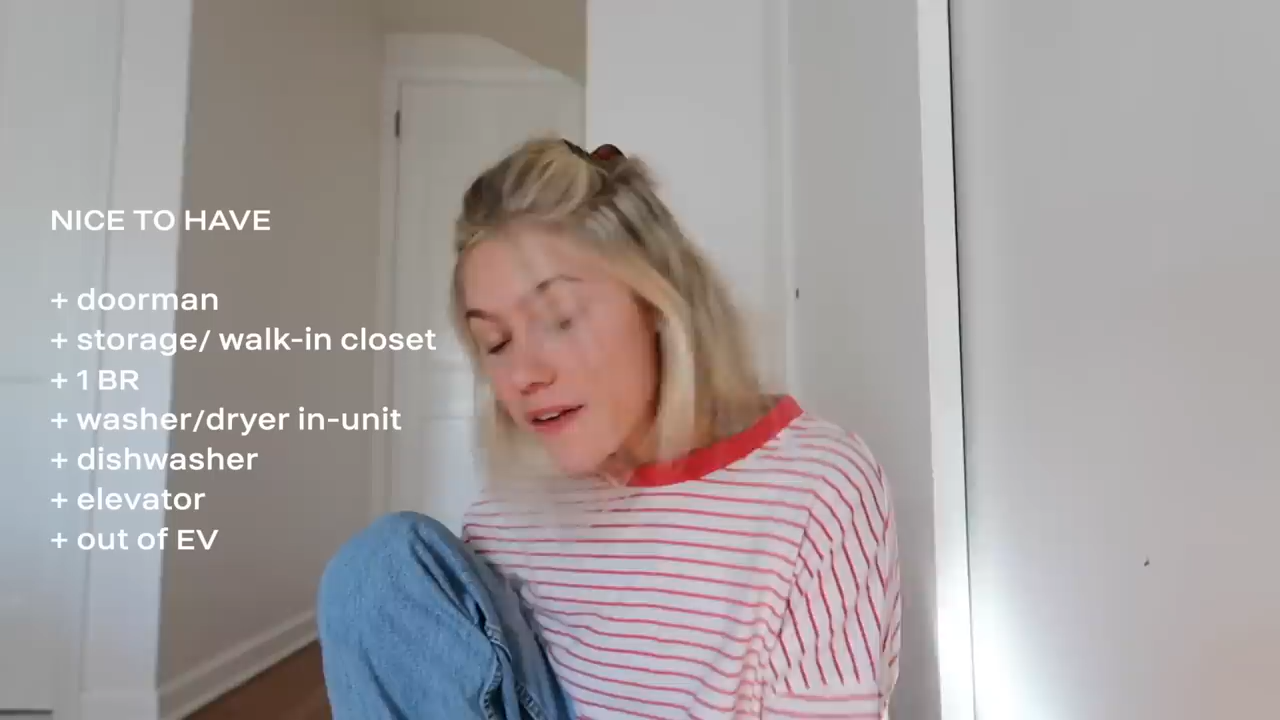 NICE TO HAVE
+ doorman
+ storage/ walk-in closet
+ 1 BR
+ washer/dryer in-unit
+ dishwasher
+ elevator
+ out of EV